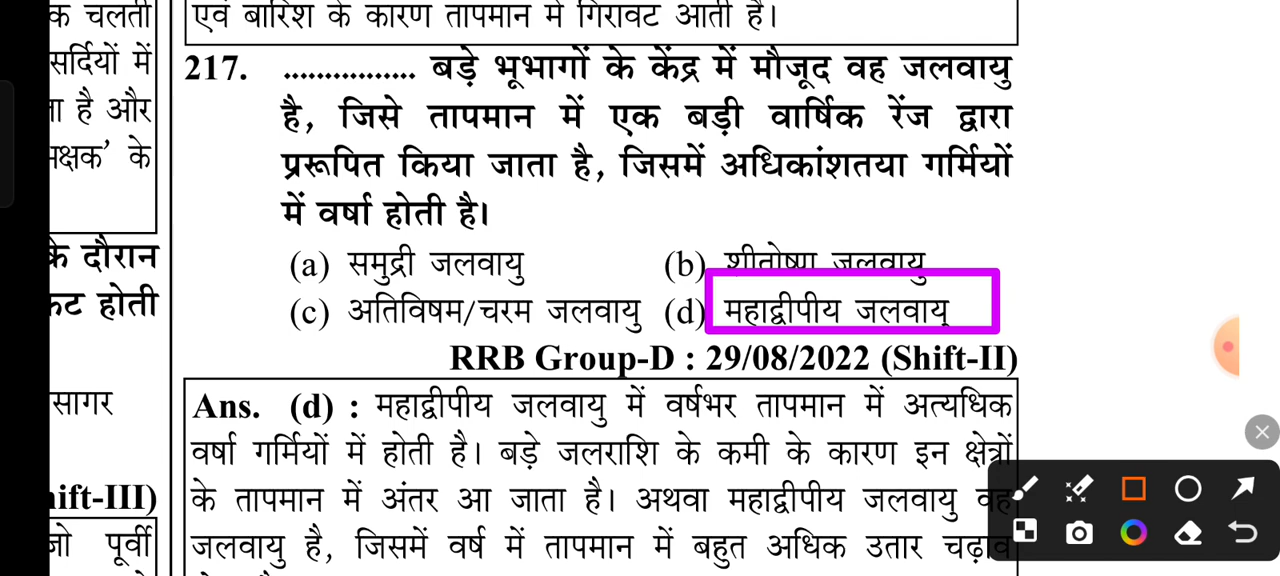 क चलती
सर्दियों में
ा है और
मक्षक’ के
के दौरान
कट होती
सागर
ift-III)
जो पूर्वी
एवं बारिश के कारण तापमान में गिरावट आती है।
217. ................. बड़े भूभागों के केंद्र में मौजूद वह जलवायु
है, जिसे तापमान में एक बड़ी वार्षिक रेंज द्वारा
प्ररूपित किया जाता है, जिसमें अधिकांशतया गर्मियों
में वर्षा होती है।
(a) समुद्री जलवायु (b) शीतोष्ण जलवायु
(c) अतिविषम/चरम जलवायु (d) महाद्वीपीय जलवायु
RRB Group-D : 29/08/2022 (Shift-II)
Ans. (d) : महाद्वीपीय जलवायु में वर्षभर तापमान में अत्यधिक
वर्षा गर्मियों में होती है। बड़े जलराशि के कमी के कारण इन क्षेत्रों
के तापमान में अंतर आ जाता है। अथवा महाद्वीपीय जलवायु वह
जलवायु है, जिसमें वर्ष में तापमान में बहुत अधिक उतार चढ़ाव